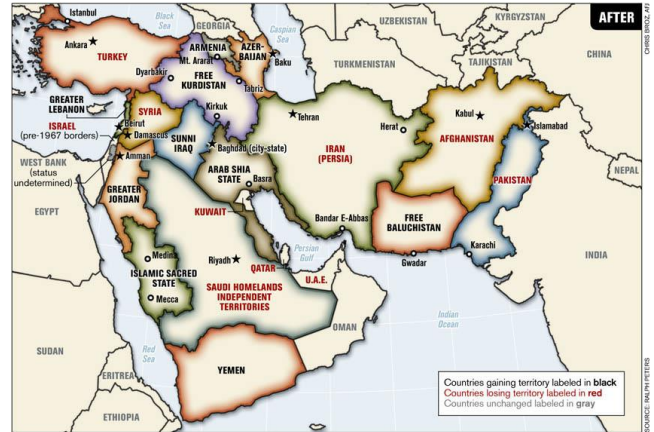 AFTER
CHRIS BROZ, AFJ
Istanbul
Black
Sea
GEORGIA
Caspian
Sea
UZBEKISTAN
KYRGYZSTAN
CHINA
Ankara
TURKEY
ARMENIA
Mt. Ararat
AZER-
BAIJAN
Baku
TURKMENISTAN
TAJIKISTAN
Dyarbakir
FREE
KURDISTAN
Tabriz
GREATER
LEBANON
SYRIA
Kirkuk
Tehran
Herat
Kabul
Islamabad
ISRAEL
(pre-1967 borders)
Beirut
Damascus
SUNNI
IRAQ
Baghdad (city-state)
IRAN
(PERSIA)
AFGHANISTAN
WEST BANK
(status
undetermined)
Amman
ARAB SHIA
STATE
Basra
PAKISTAN
NEPAL
GREATER
JORDAN
EGYPT
KUWAIT
Bandar E-Abbas
FREE
BALUCHISTAN
Karachi
Gwadar
INDIA
Medina
Persian
Gulf
Riyadh
QATAR
ISLAMIC SACRED
STATE
Mecca
SAUDI HOMELANDS
INDEPENDENT
TERRITORIES
U.A.E.
OMAN
Indian
Ocean
SUDAN
Red
Sea
YEMEN
ERITREA
ETHIOPIA
Countries gaining territory labeled in black
Countries losing territory labeled in red
Countries unchanged labeled in gray
SOURCE: RALPH PETERS